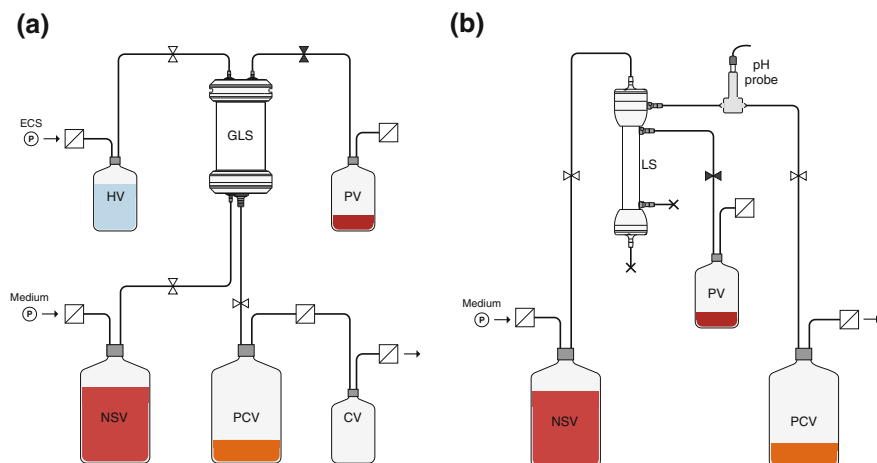 (a)
ECS
P
HV
GLS
PV
Medium
P
NSV
PCV
CV
(b)
pH
probe
LS
PV
Medium
P
NSV
PCV